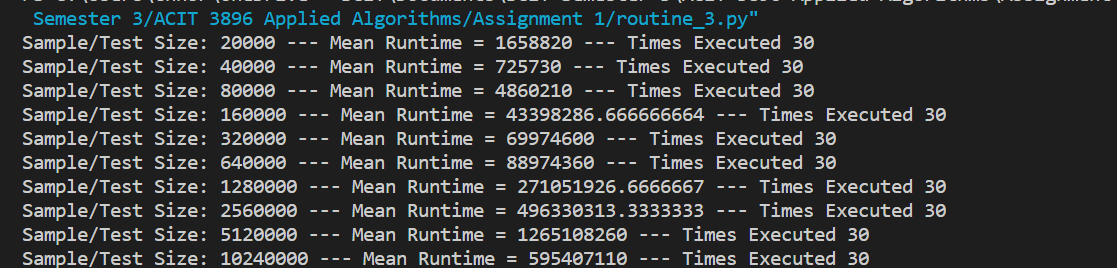 Semester 3/ACIT 3896 Applied Algorithms/Assignment 1/routine_3.py"
Sample/Test Size: 20000 --- Mean Runtime = 1658820 --- Times Executed 30
Sample/Test Size: 40000 --- Mean Runtime = 725730 --- Times Executed 30
Sample/Test Size: 80000 --- Mean Runtime = 4860210 --- Times Executed 30
Sample/Test Size: 160000 --- Mean Runtime = 43398286.666666664 --- Times Executed 30
Sample/Test Size: 320000 --- Mean Runtime = 69974600 --- Times Executed 30
Sample/Test Size: 640000 --- Mean Runtime = 88974360 --- Times Executed 30
Sample/Test Size: 1280000 --- Mean Runtime = 271051926.6666667 --- Times Executed 30
Sample/Test Size: 2560000 --- Mean Runtime = 496330313.3333333 --- Times Executed 30
Sample/Test Size: 5120000 --- Mean Runtime = 1265108260 --- Times Executed 30
Sample/Test Size: 10240000 --- Mean Runtime = 595407110 --- Times Executed 30